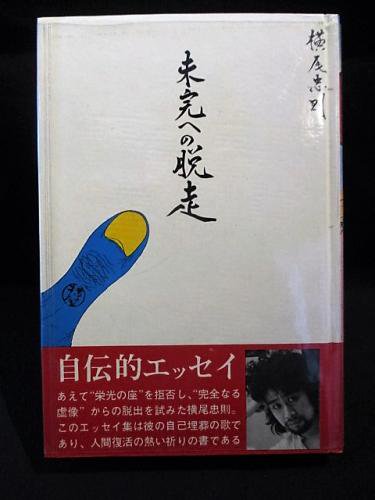 横尾忠則
未完への脱走
自伝的エッセイ
あえて“栄光の座”を拒否し、“完全なる
虚像”からの脱出を試みた横尾忠則。
このエッセイ集は彼の自己埋葬の歌で
あり、人間復活の熱い祈りの書である